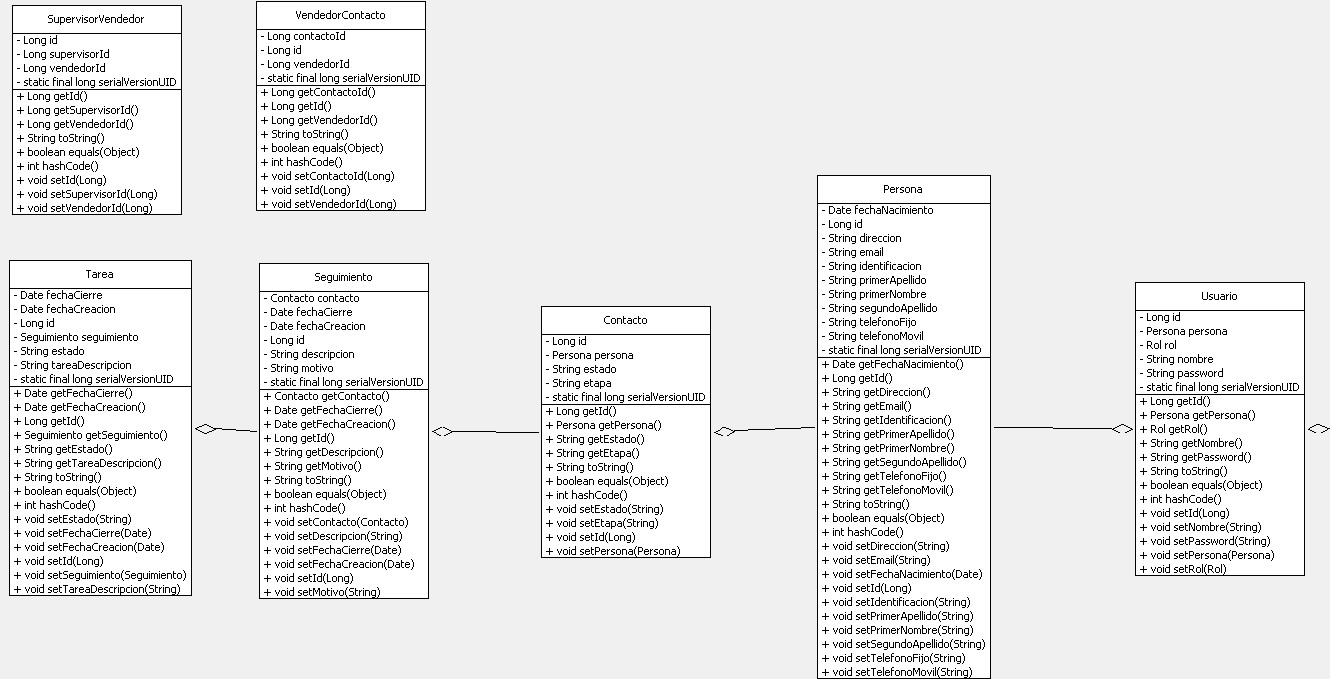 SupervisorVendedor
- Long id
- Long supervisorId
- Long vendedorId
- static final long serialVersionUID
+ Long getId()
+ Long getSupervisorId()
+ Long getVendedorId()
+ String toString()
+ boolean equals(Object)
+ int hashCode()
+ void setId(Long)
+ void setSupervisorId(Long)
+ void setVendedorId(Long)
VendedorContacto
- Long contactoId
- Long id
- Long vendedorId
- static final long serialVersionUID
+ Long getContactoId()
+ Long getId()
+ Long getVendedorId()
+ String toString()
+ boolean equals(Object)
+ int hashCode()
+ void setContactoId(Long)
+ void setId(Long)
+ void setVendedorId(Long)
Tarea
- Date fechaCierre
- Date fechaCreacion
- Long id
- Seguimiento seguimiento
- String estado
- String tareaDescripcion
- static final long serialVersionUID
+ Date getFechaCierre()
+ Date getFechaCreacion()
+ Long getId()
+ Seguimiento getSeguimiento()
+ String getEstado()
+ String getTareaDescripcion()
+ String toString()
+ boolean equals(Object)
+ int hashCode()
+ void setEstado(String)
+ void setFechaCierre(Date)
+ void setFechaCreacion(Date)
+ void setId(Long)
+ void setSeguimiento(Seguimiento)
+ void setTareaDescripcion(String)
Seguimiento
- Contacto contacto
- Date fechaCierre
- Date fechaCreacion
- Long id
- String descripcion
- String motivo
- static final long serialVersionUID
+ Contacto getContacto()
+ Date getFechaCierre()
+ Date getFechaCreacion()
+ Long getId()
+ String getDescripcion()
+ String getMotivo()
+ String toString()
+ boolean equals(Object)
+ int hashCode()
+ void setContacto(Contacto)
+ void setDescripcion(String)
+ void setFechaCierre(Date)
+ void setFechaCreacion(Date)
+ void setId(Long)
+ void setMotivo(String)
Contacto
- Long id
- Persona persona
- String estado
- String etapa
- static final long serialVersionUID
+ Long getId()
+ Persona getPersona()
+ String getEstado()
+ String getEtapa()
+ String toString()
+ boolean equals(Object)
+ int hashCode()
+ void setEstado(String)
+ void setEtapa(String)
+ void setId(Long)
+ void setPersona(Persona)
Persona
- Date fechaNacimiento
- Long id
- String direccion
- String email
- String identificacion
- String primerApellido
- String primerNombre
- String segundoApellido
- String telefonoFijo
- String telefonoMovil
- static final long serialVersionUID
+ Date getFechaNacimiento()
+ Long getId()
+ String getDireccion()
+ String getEmail()
+ String getIdentificacion()
+ String getPrimerApellido()
+ String getPrimerNombre()
+ String getSegundoApellido()
+ String getTelefonoFijo()
+ String getTelefonoMovil()
+ String toString()
+ boolean equals(Object)
+ int hashCode()
+ void setDireccion(String)
+ void setEmail(String)
+ void setFechaNacimiento(Date)
+ void setId(Long)
+ void setIdentificacion(String)
+ void setPrimerApellido(String)
+ void setPrimerNombre(String)
+ void setSegundoApellido(String)
+ void setTelefonoFijo(String)
+ void setTelefonoMovil(String)
Usuario
- Long id
- Persona persona
- Rol rol
- String nombre
- String password
- static final long serialVersionUID
+ Long getId()
+ Persona getPersona()
+ Rol getRol()
+ String getNombre()
+ String getPassword()
+ String toString()
+ boolean equals(Object)
+ int hashCode()
+ void setId(Long)
+ void setNombre(String)
+ void setPassword(String)
+ void setPersona(Persona)
+ void setRol(Rol)